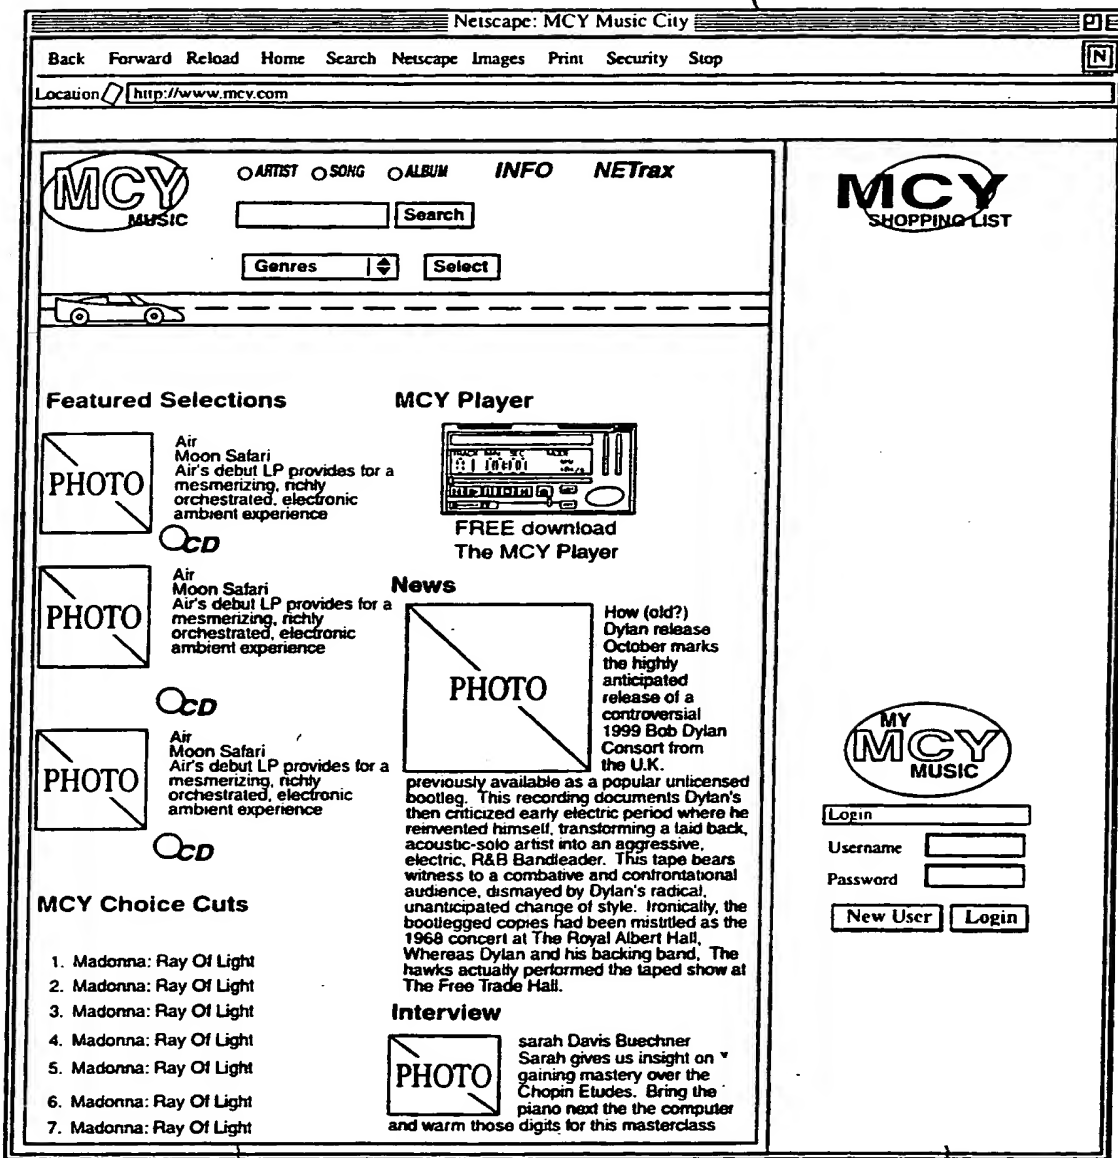 Netscape: MCY Music City
Back Forward Reload Home Search Netscape Images Print Security Stop
N
Location http://www.mcy.com
MCY
MUSIC
ARTIST SONG ALBUM INFO NETrax
Search
Genres Select
MCY
SHOPPING LIST
Featured Selections
PHOTO
Air
Moon Safari
Air's debut LP provides for a
mesmerizing, richly
orchestrated, electronic
ambient experience
CD
PHOTO
Air
Moon Safari
Air's debut LP provides for a
mesmerizing, richly
orchestrated, electronic
ambient experience
CD
PHOTO
Air
Moon Safari
Air's debut LP provides for a
mesmerizing, richly
orchestrated, electronic
ambient experience
CD
MCY Choice Cuts
1. Madonna: Ray Of Light
2. Madonna: Ray Of Light
3. Madonna: Ray Of Light
4. Madonna: Ray Of Light
5. Madonna: Ray Of Light
6. Madonna: Ray Of Light
7. Madonna: Ray Of Light
MCY Player
TRACK MIN SEC MODE
FREE download
The MCY Player
News
PHOTO
How (old?)
Dylan release
October marks
the highly
anticipated
release of a
controversial
1999 Bob Dylan
Consort from
the U.K.
previously available as a popular unlicensed
bootleg. This recording documents Dylan's
then criticized early electric period where he
reinvented himself, transforming a laid back,
acoustic-solo artist into an aggressive,
electric, R&B Bandleader. This tape bears
witness to a combative and confrontational
audience, dismayed by Dylan's radical,
unanticipated change of style. Ironically, the
bootlegged copies had been mistitled as the
1968 concert at The Royal Albert Hall,
Whereas Dylan and his backing band, The
hawks actually performed the taped show at
The Free Trade Hall.
Interview
PHOTO
sarah Davis Buechner
Sarah gives us insight on
gaining mastery over the
Chopin Etudes. Bring the
piano next the the computer
and warm those digits for this masterclass
MY
MCY
MUSIC
Login
Username
Password
New User Login